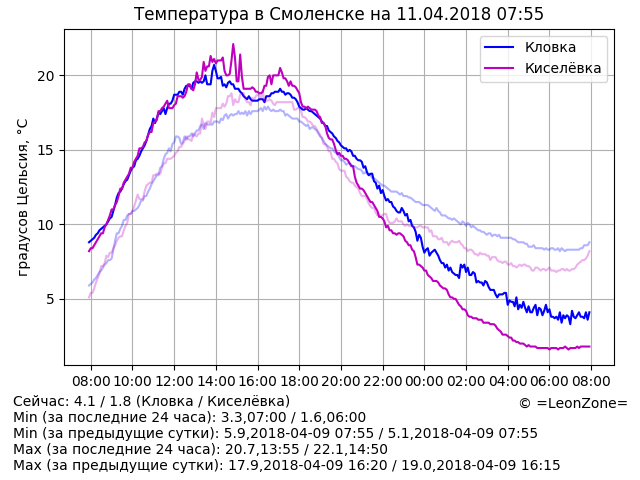 Температура в Смоленске на 11.04.2018 07:55
Кловка
Киселёвка
градусов Цельсия, °C
20
15
10
5
08:00 10:00 12:00 14:00 16:00 18:00 20:00 22:00 00:00 02:00 04:00 06:00 08:00
Сейчас: 4.1 / 1.8 (Кловка / Киселёвка)
© =LeonZone=
Min (за последние 24 часа): 3.3,07:00 / 1.6,06:00
Min (за предыдущие сутки): 5.9,2018-04-09 07:55 / 5.1,2018-04-09 07:55
Max (за последние 24 часа): 20.7,13:55 / 22.1,14:50
Max (за предыдущие сутки): 17.9,2018-04-09 16:20 / 19.0,2018-04-09 16:15